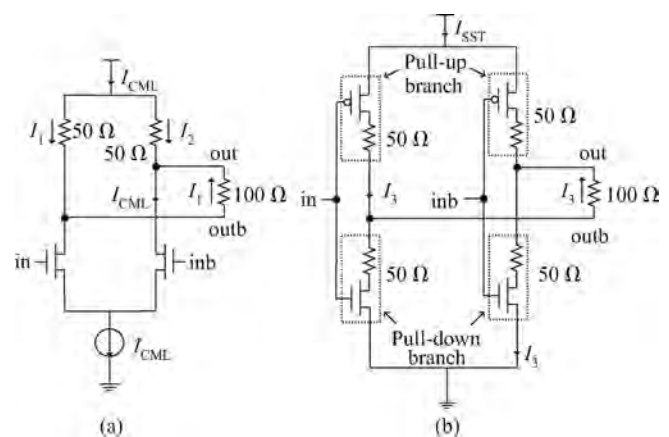 I_CML
I_1
50 Ω
50 Ω
I_2
out
I_CML
I_1
100 Ω
outb
in
inb
I_CML
(a)
I_SST
Pull-up
branch
50 Ω
50 Ω
out
in
I_3
inb
I_3
100 Ω
outb
50 Ω
50 Ω
Pull-down
branch
I_3
(b)